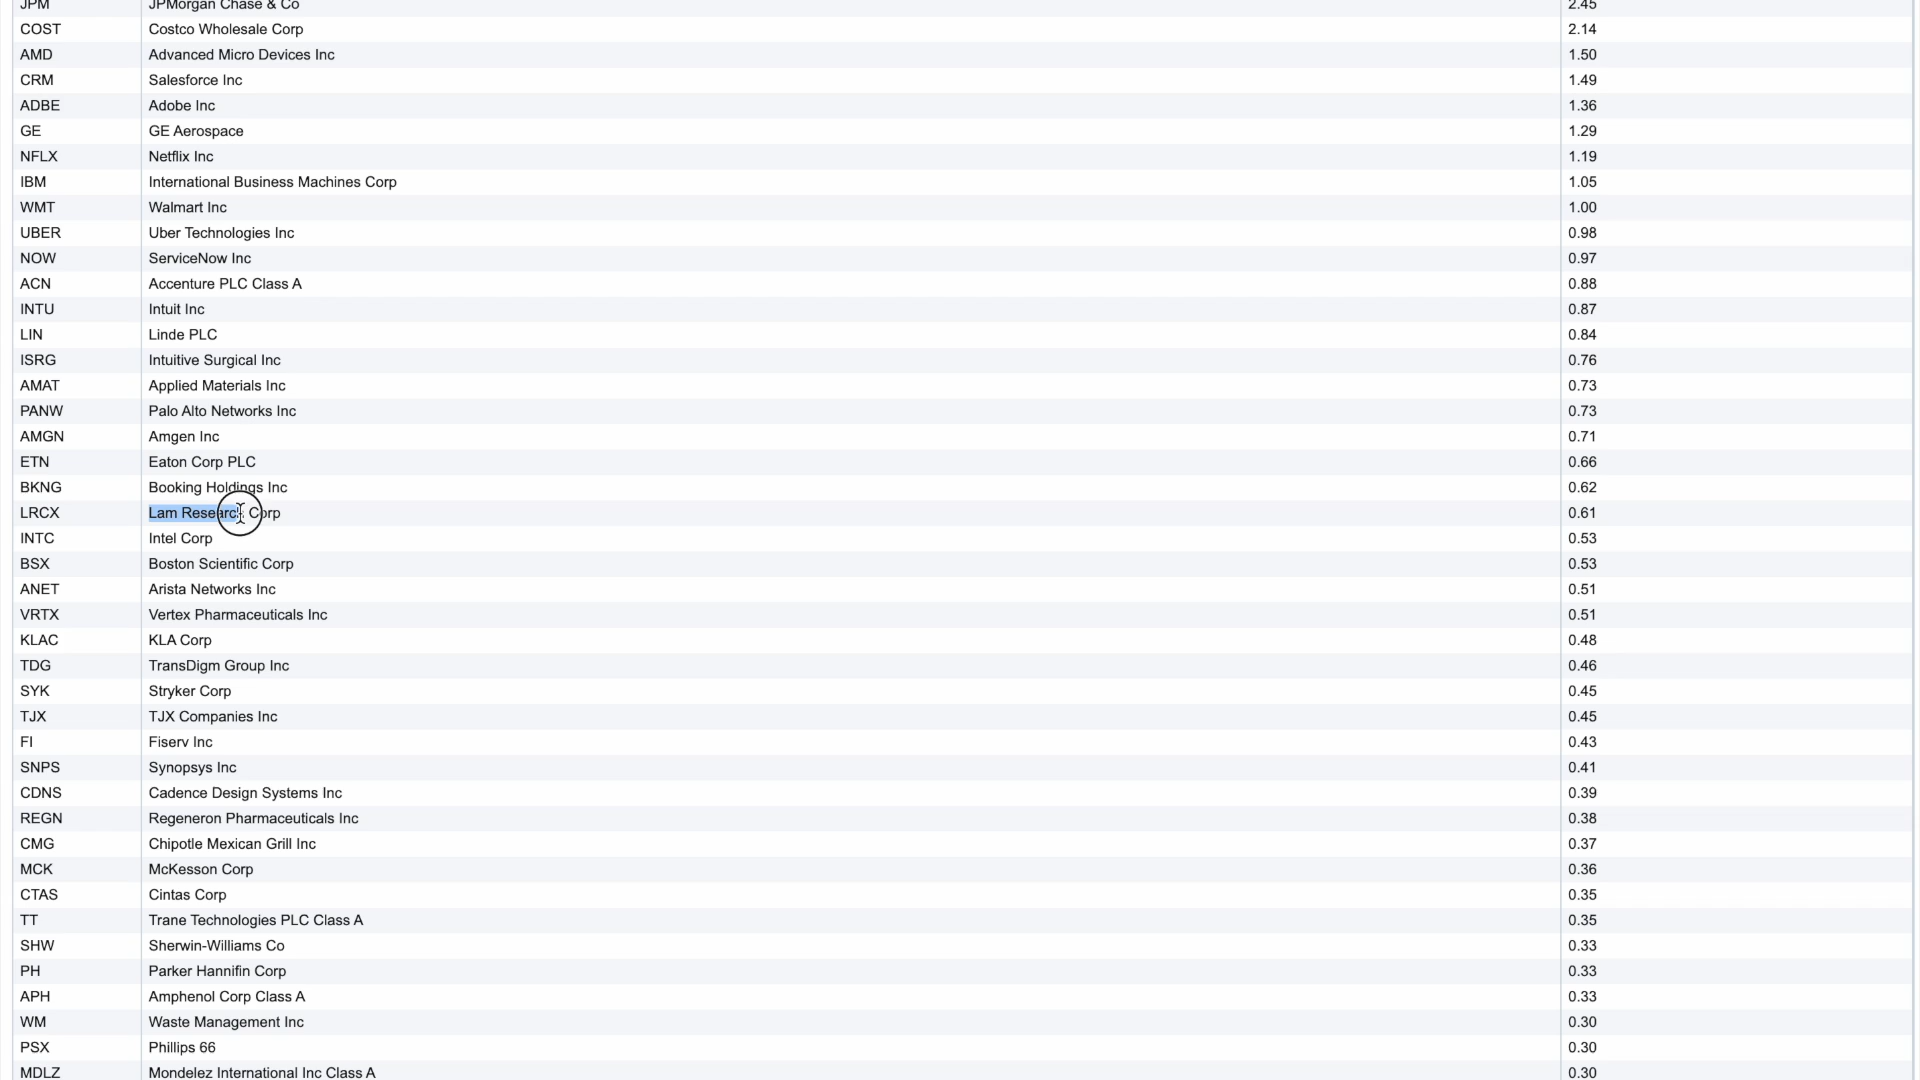 JPM JPMorgan Chase & Co 2.45
COST Costco Wholesale Corp 2.14
AMD Advanced Micro Devices Inc 1.50
CRM Salesforce Inc 1.49
ADBE Adobe Inc 1.36
GE GE Aerospace 1.29
NFLX Netflix Inc 1.19
IBM International Business Machines Corp 1.05
WMT Walmart Inc 1.00
UBER Uber Technologies Inc 0.98
NOW ServiceNow Inc 0.97
ACN Accenture PLC Class A 0.88
INTU Intuit Inc 0.87
LIN Linde PLC 0.84
ISRG Intuitive Surgical Inc 0.76
AMAT Applied Materials Inc 0.73
PANW Palo Alto Networks Inc 0.73
AMGN Amgen Inc 0.71
ETN Eaton Corp PLC 0.66
BKNG Booking Holdings Inc 0.62
LRCX Lam Research Corp 0.61
INTC Intel Corp 0.53
BSX Boston Scientific Corp 0.53
ANET Arista Networks Inc 0.51
VRTX Vertex Pharmaceuticals Inc 0.51
KLAC KLA Corp 0.48
TDG TransDigm Group Inc 0.46
SYK Stryker Corp 0.45
TJX TJX Companies Inc 0.45
FI Fiserv Inc 0.43
SNPS Synopsys Inc 0.41
CDNS Cadence Design Systems Inc 0.39
REGN Regeneron Pharmaceuticals Inc 0.38
CMG Chipotle Mexican Grill Inc 0.37
MCK McKesson Corp 0.36
CTAS Cintas Corp 0.35
TT Trane Technologies PLC Class A 0.35
SHW Sherwin-Williams Co 0.33
PH Parker Hannifin Corp 0.33
APH Amphenol Corp Class A 0.33
WM Waste Management Inc 0.30
PSX Phillips 66 0.30
MDLZ Mondelez International Inc Class A 0.30